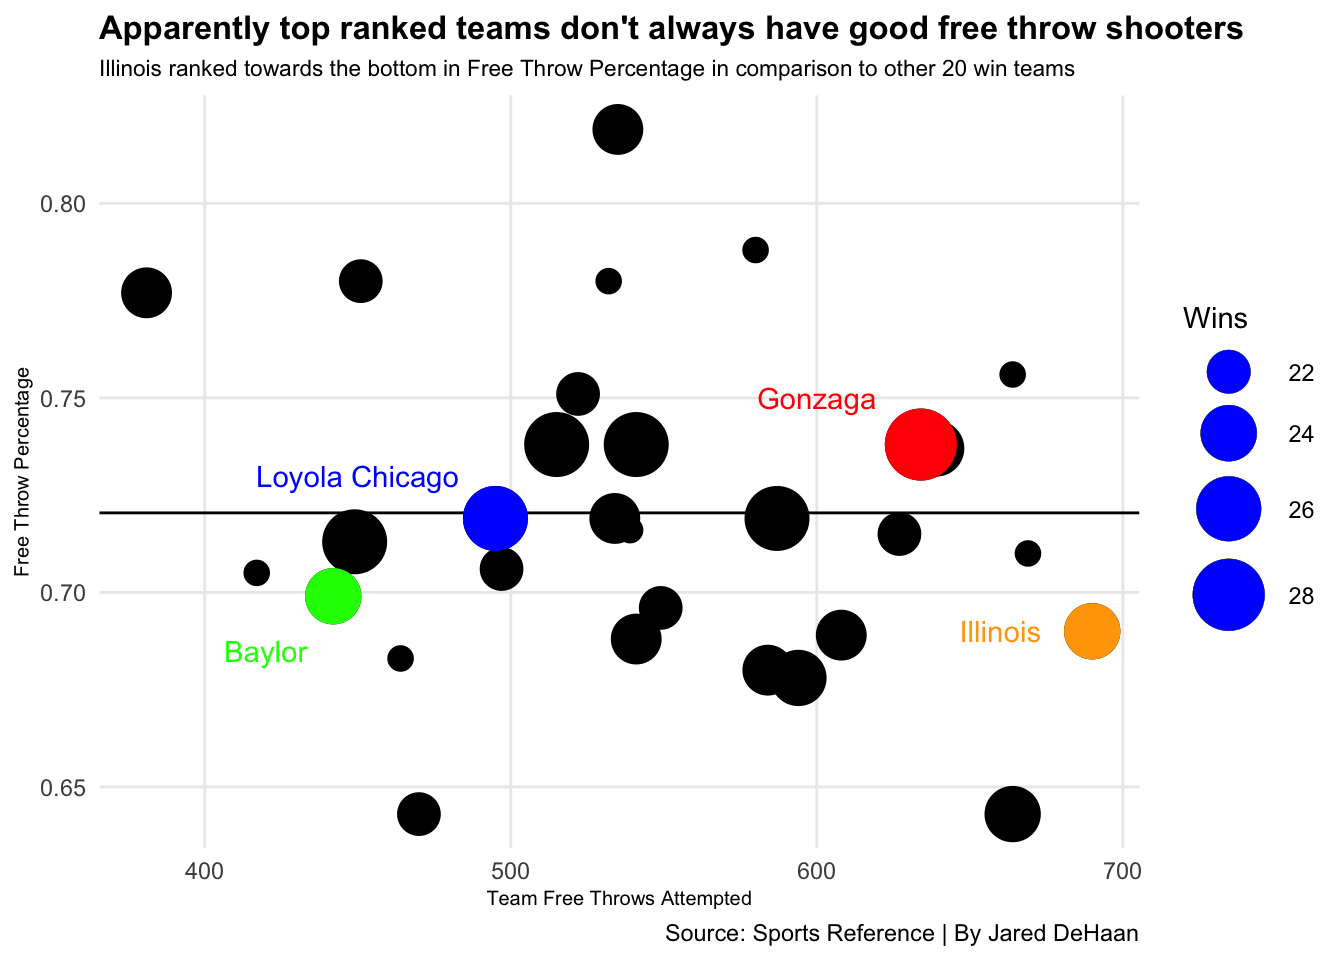 Apparently top ranked teams don't always have good free throw shooters
Illinois ranked towards the bottom in Free Throw Percentage in comparison to other 20 win teams
Free Throw Percentage
0.80
0.75
0.70
0.65
Gonzaga
Loyola Chicago
Illinois
Baylor
400 500 600 700
Team Free Throws Attempted
Wins
22
24
26
28
Source: Sports Reference | By Jared DeHaan